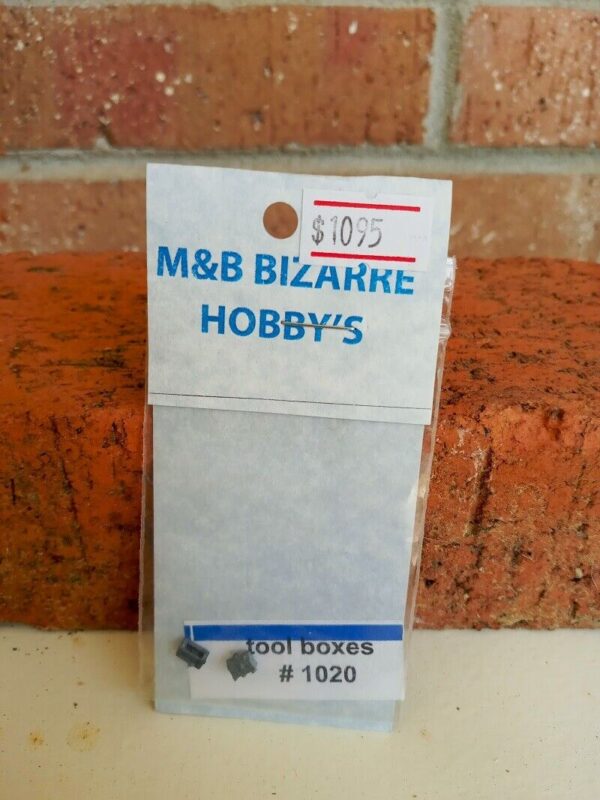 $1095
M&B BIZARRE
HOBBY'S
tool boxes
# 1020